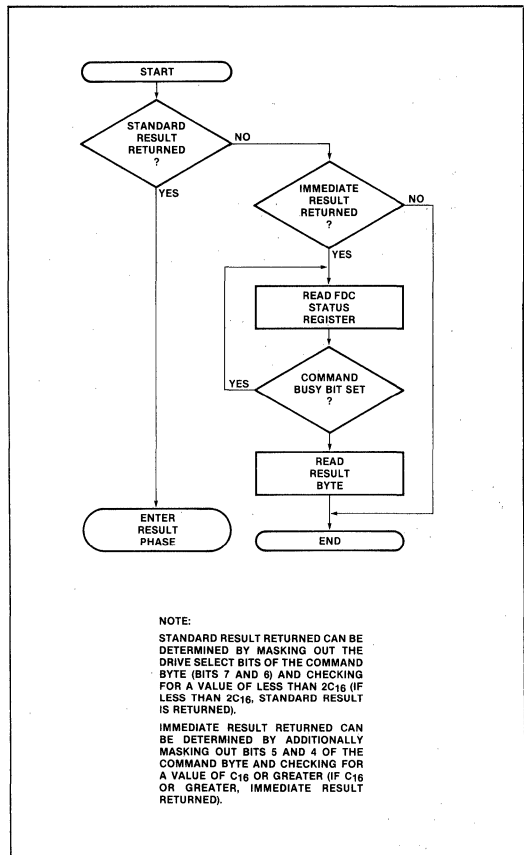 START
STANDARD
RESULT
RETURNED
?
NO
YES
IMMEDIATE
RESULT
RETURNED
?
NO
YES
READ FDC
STATUS
REGISTER
COMMAND
BUSY BIT SET
?
YES
READ
RESULT
BYTE
ENTER
RESULT
PHASE
END
NOTE:
STANDARD RESULT RETURNED CAN BE
DETERMINED BY MASKING OUT THE
DRIVE SELECT BITS OF THE COMMAND
BYTE (BITS 7 AND 6) AND CHECKING
FOR A VALUE OF LESS THAN 2C16 (IF
LESS THAN 2C16, STANDARD RESULT
IS RETURNED).
IMMEDIATE RESULT RETURNED CAN
BE DETERMINED BY ADDITIONALLY
MASKING OUT BITS 5 AND 4 OF THE
COMMAND BYTE AND CHECKING FOR
A VALUE OF C16 OR GREATER (IF C16
OR GREATER, IMMEDIATE RESULT
RETURNED).